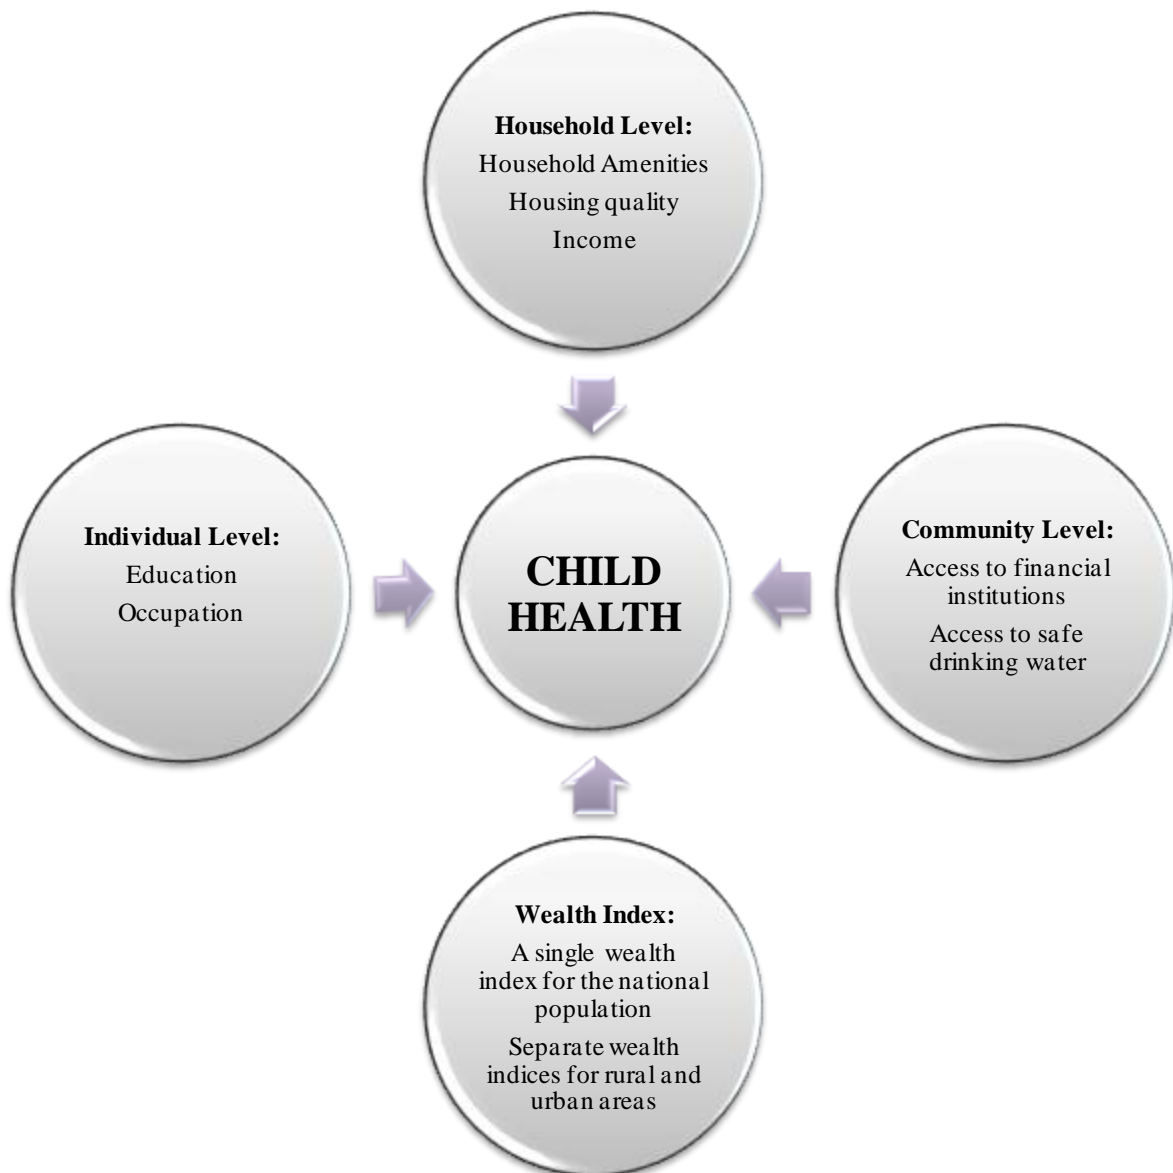 Household Level:
Household Amenities
Housing quality
Income
Individual Level:
Education
Occupation
CHILD
HEALTH
Community Level:
Access to financial
institutions
Access to safe
drinking water
Wealth Index:
A single wealth
index for the national
population
Separate wealth
indices for rural and
urban areas